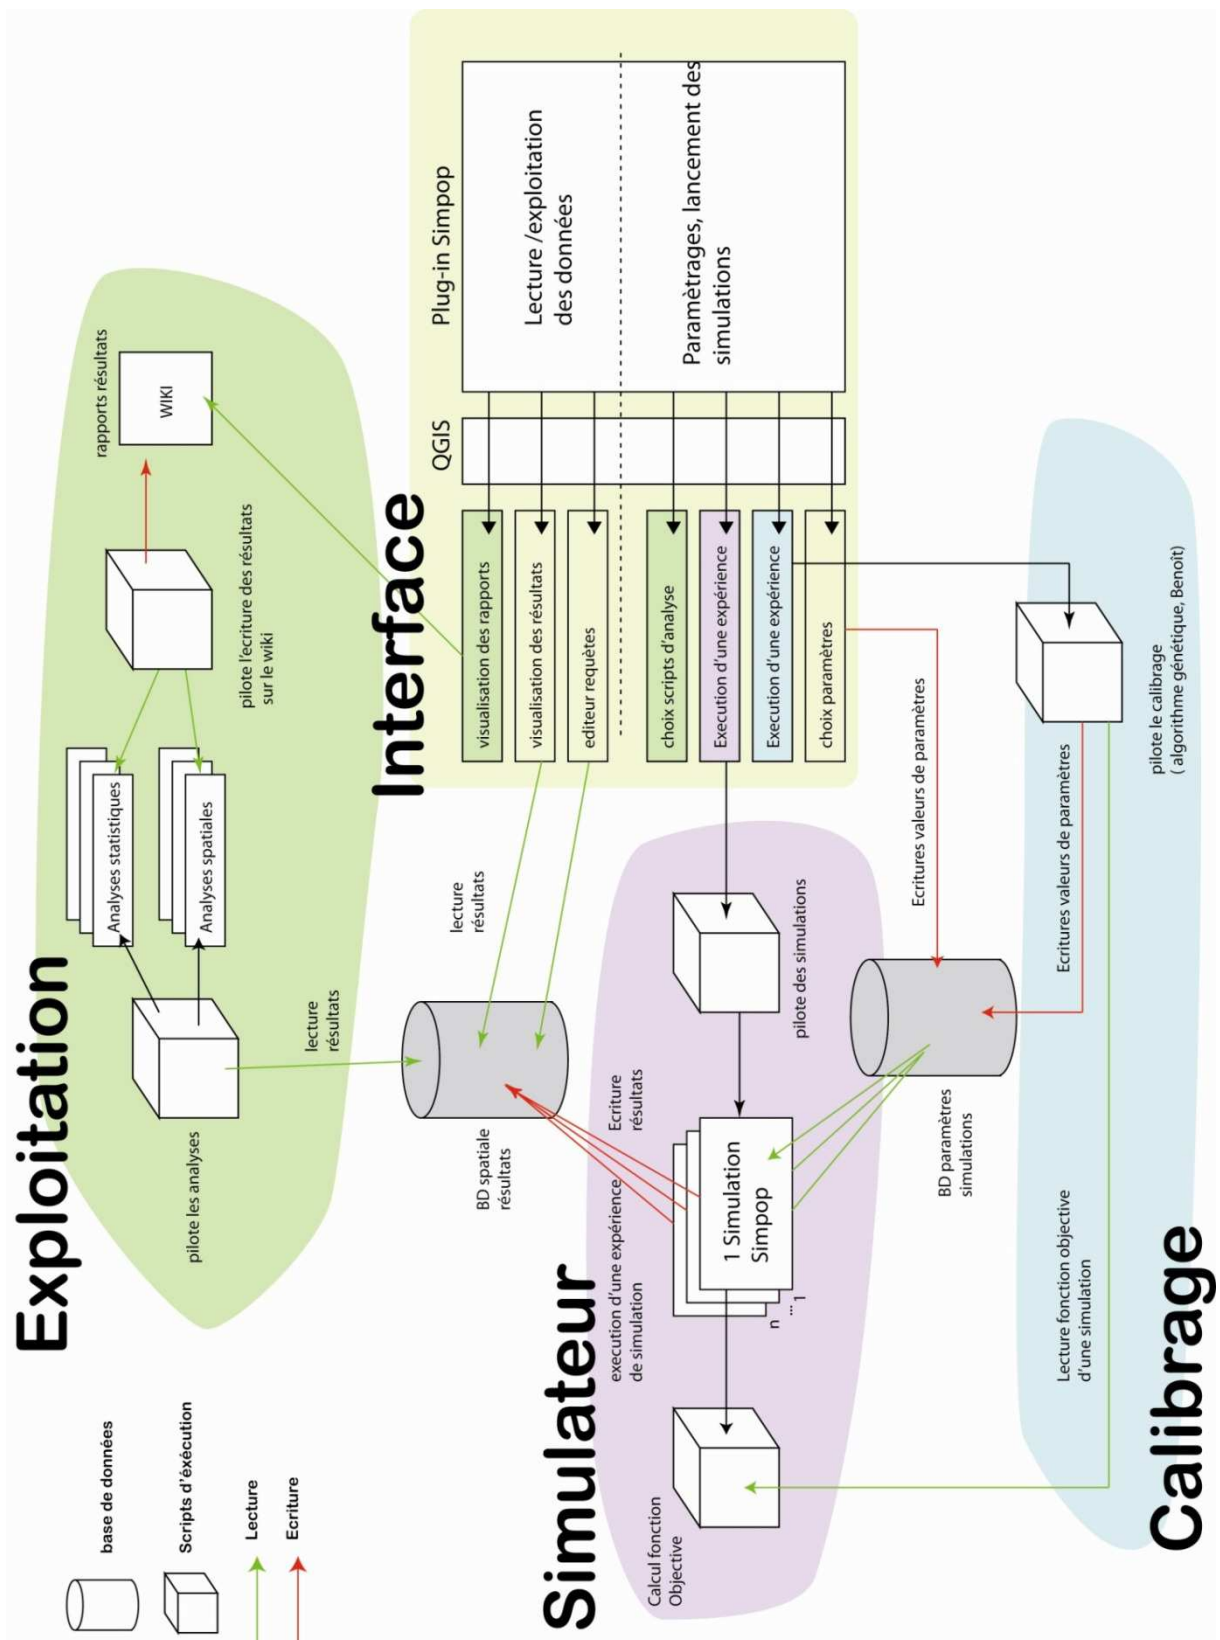 Exploitation
pilote les analyses
Analyses statistiques
Analyses spatiales
pilote l'ecriture des résultats
sur le wiki
rapports résultats
WIKI
lecture
résultats
BD spatiale
résultats
lecture
résultats
Interface
Plug-in Simpop
QGIS
Lecture /exploitation
des données
Paramètrages, lancement des
simulations
visualisation des rapports
visualisation des résultats
editeur requètes
choix scripts d'analyse
Execution d'une expérience
Execution d'une expérience
choix paramètres
Simulateur
execution d'une expérience
de simulation
Ecriture
résultats
pilote des simulations
1 Simulation
Simpop
n
...
1
Calcul fonction
Objective
BD paramètres
simulations
Ecritures valeurs de paramètres
Ecritures valeurs de paramètres
Calibrage
Lecture fonction objective
d'une simulation
pilote le calibrage
( algorithme génétique, Benoît)
base de données
Scripts d'éxécution
Lecture
Ecriture